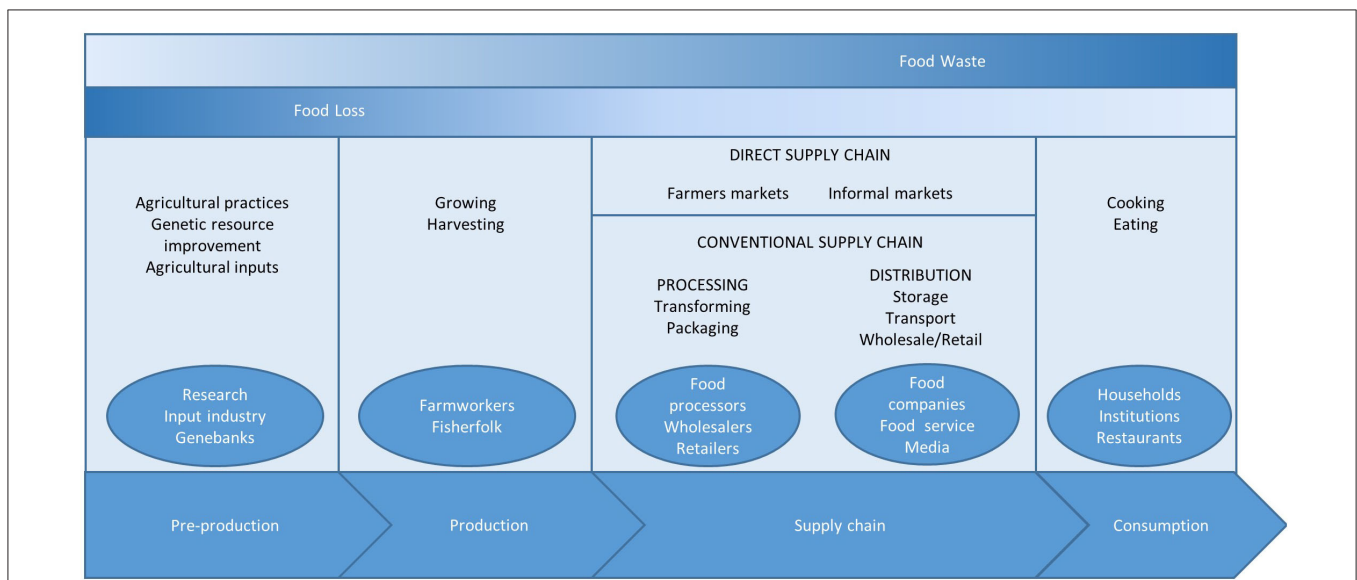 Food Waste
Food Loss
Agricultural practices
Genetic resource
improvement
Agricultural inputs
Research
Input industry
Genebanks
Growing
Harvesting
Farmworkers
Fisherfolk
DIRECT SUPPLY CHAIN
Farmers markets Informal markets
CONVENTIONAL SUPPLY CHAIN
PROCESSING
Transforming
Packaging
Food
processors
Wholesalers
Retailers
DISTRIBUTION
Storage
Transport
Wholesale/Retail
Food
companies
Food service
Media
Cooking
Eating
Households
Institutions
Restaurants
Pre-production
Production
Supply chain
Consumption